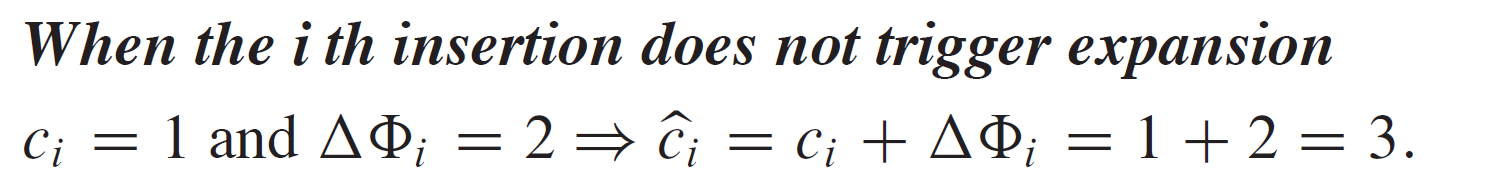 When the i th insertion does not trigger expansion
cᵢ = 1 and ΔΦᵢ = 2 ⇒ ĉᵢ = cᵢ + ΔΦᵢ = 1 + 2 = 3.